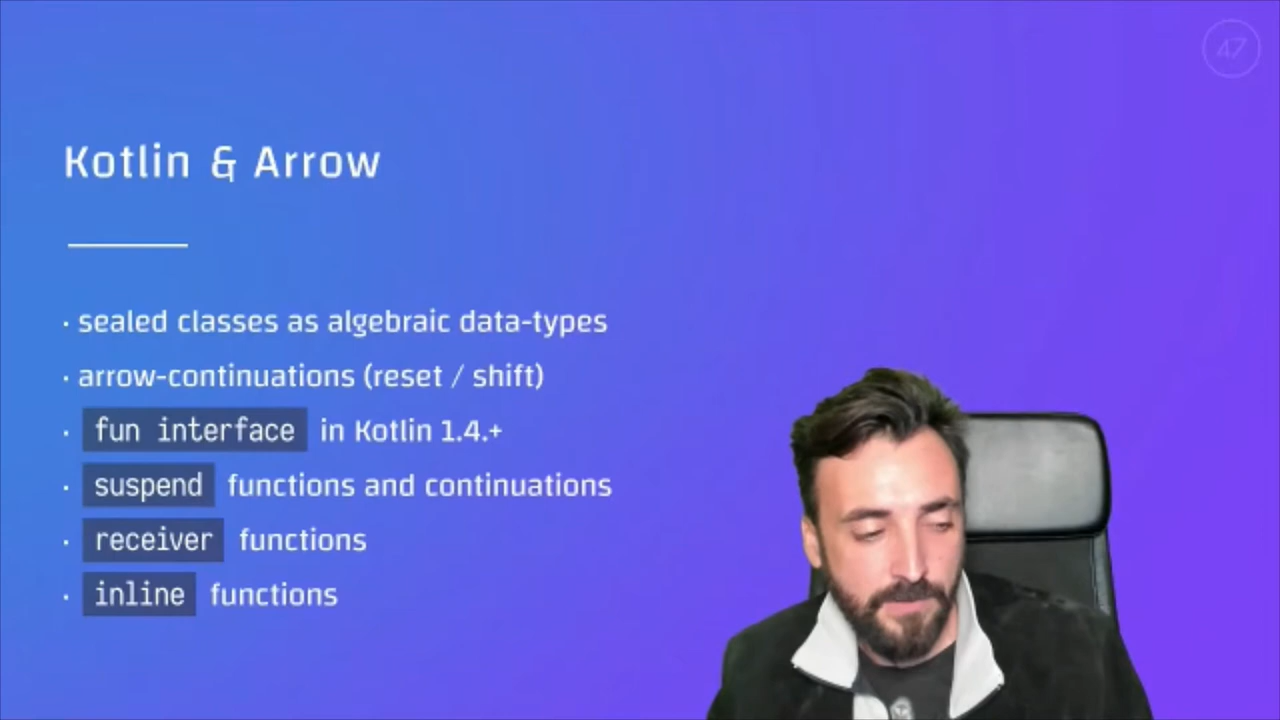 47
Kotlin & Arrow
· sealed classes as algebraic data-types
· arrow-continuations (reset / shift)
· fun interface in Kotlin 1.4.+
· suspend functions and continuations
· receiver functions
· inline functions